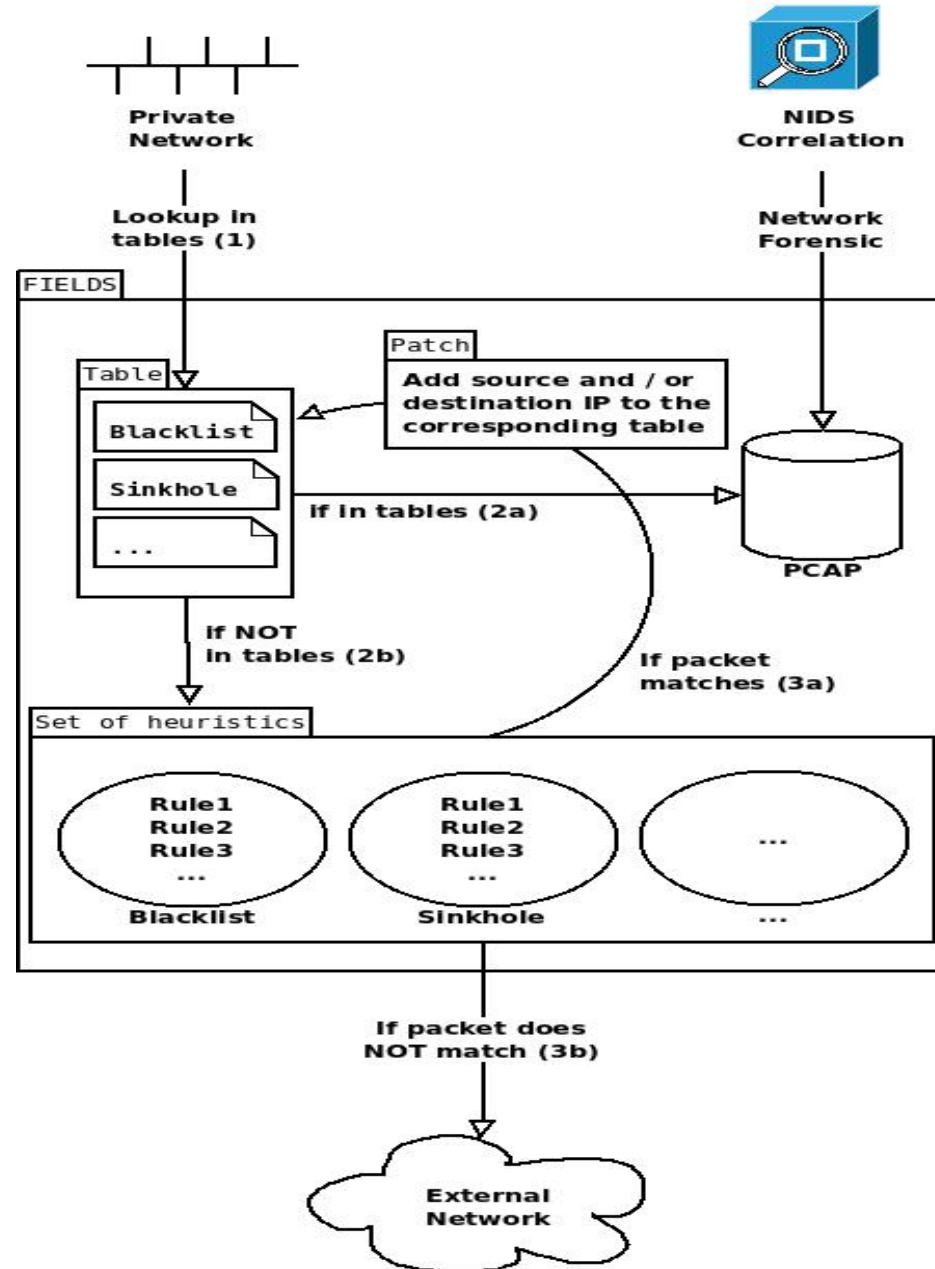 Private
Network
NIDS
Correlation
Lookup in
tables (1)
Network
Forensic
FIELDS
Patch
Add source and / or
destination IP to the
corresponding table
Table
Blacklist
Sinkhole
...
if in tables (2a)
PCAP
if NOT
in tables (2b)
If packet
matches (3a)
Set of heuristics
Rule1
Rule2
Rule3
...
Blacklist
Rule1
Rule2
Rule3
...
Sinkhole
...
...
If packet does
NOT match (3b)
External
Network